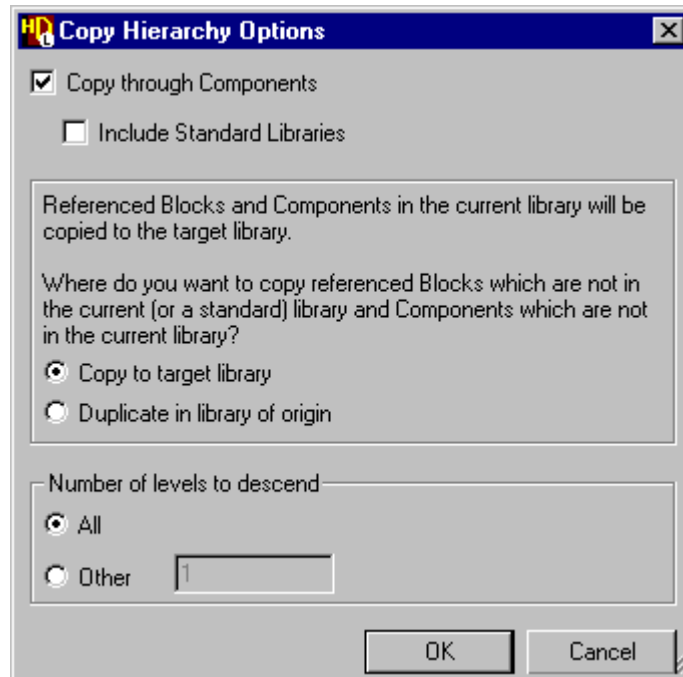 HDL Copy Hierarchy Options
Copy through Components
Include Standard Libraries
Referenced Blocks and Components in the current library will be
copied to the target library.
Where do you want to copy referenced Blocks which are not in
the current (or a standard) library and Components which are not
in the current library?
Copy to target library
Duplicate in library of origin
Number of levels to descend
All
Other 1
OK Cancel